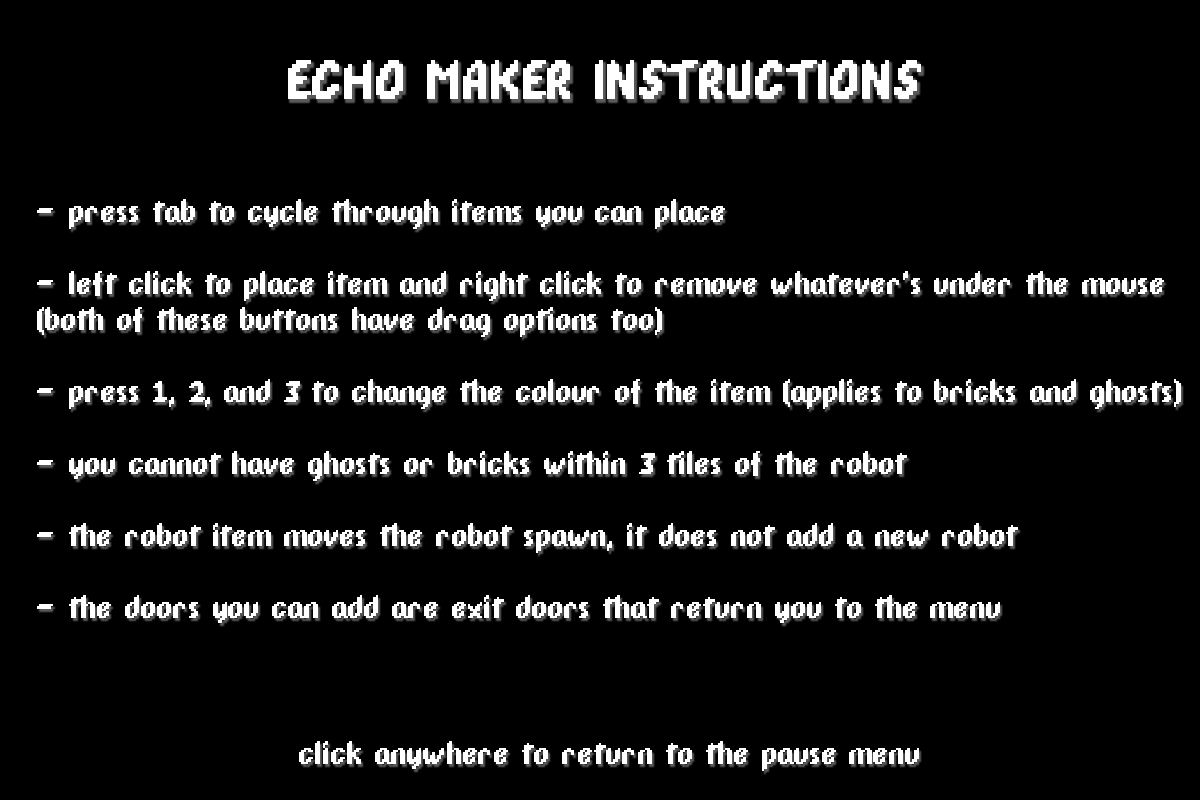 ECHO MAKER INSTRUCTIONS
- press tab to cycle through items you can place
- left click to place item and right click to remove whatever's under the mouse
(both of these buttons have drag options too)
- press 1, 2, and 3 to change the colour of the item (applies to bricks and ghosts)
- you cannot have ghosts or bricks within 3 tiles of the robot
- the robot item moves the robot spawn, it does not add a new robot
- the doors you can add are exit doors that return you to the menu
click anywhere to return to the pause menu